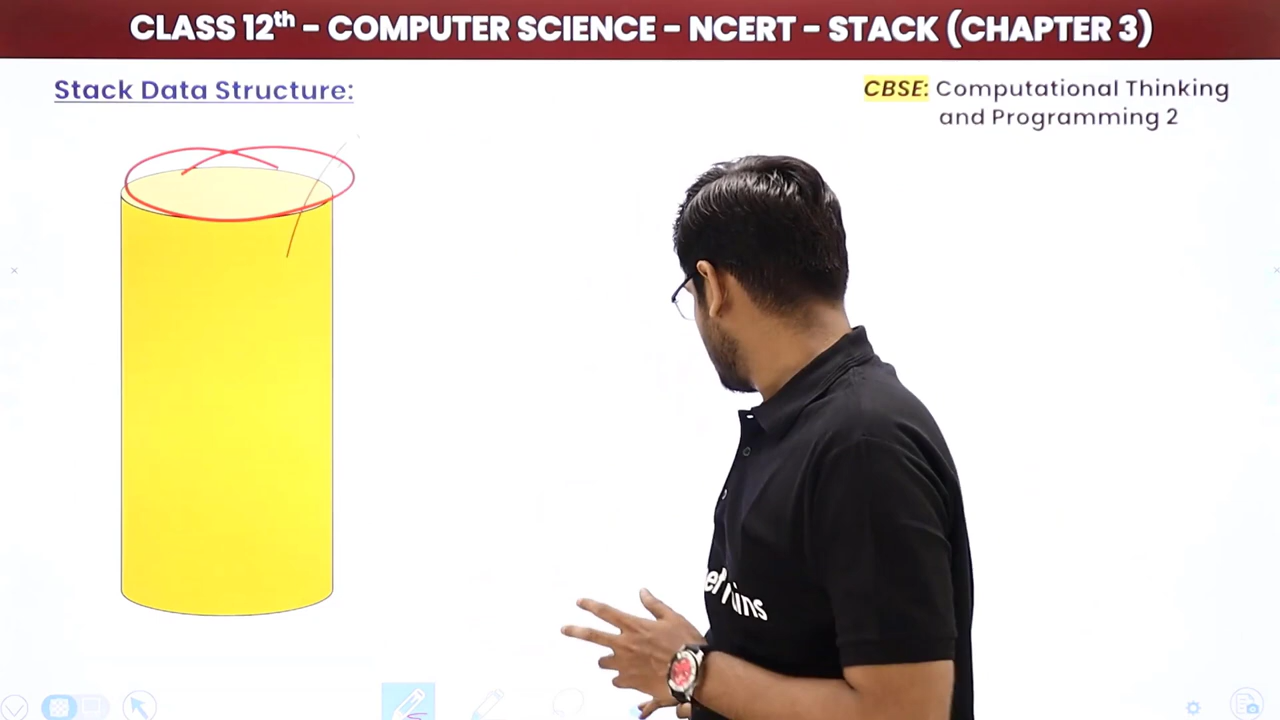 CLASS 12th - COMPUTER SCIENCE - NCERT - STACK (CHAPTER 3)
Stack Data Structure:
CBSE: Computational Thinking
and Programming 2